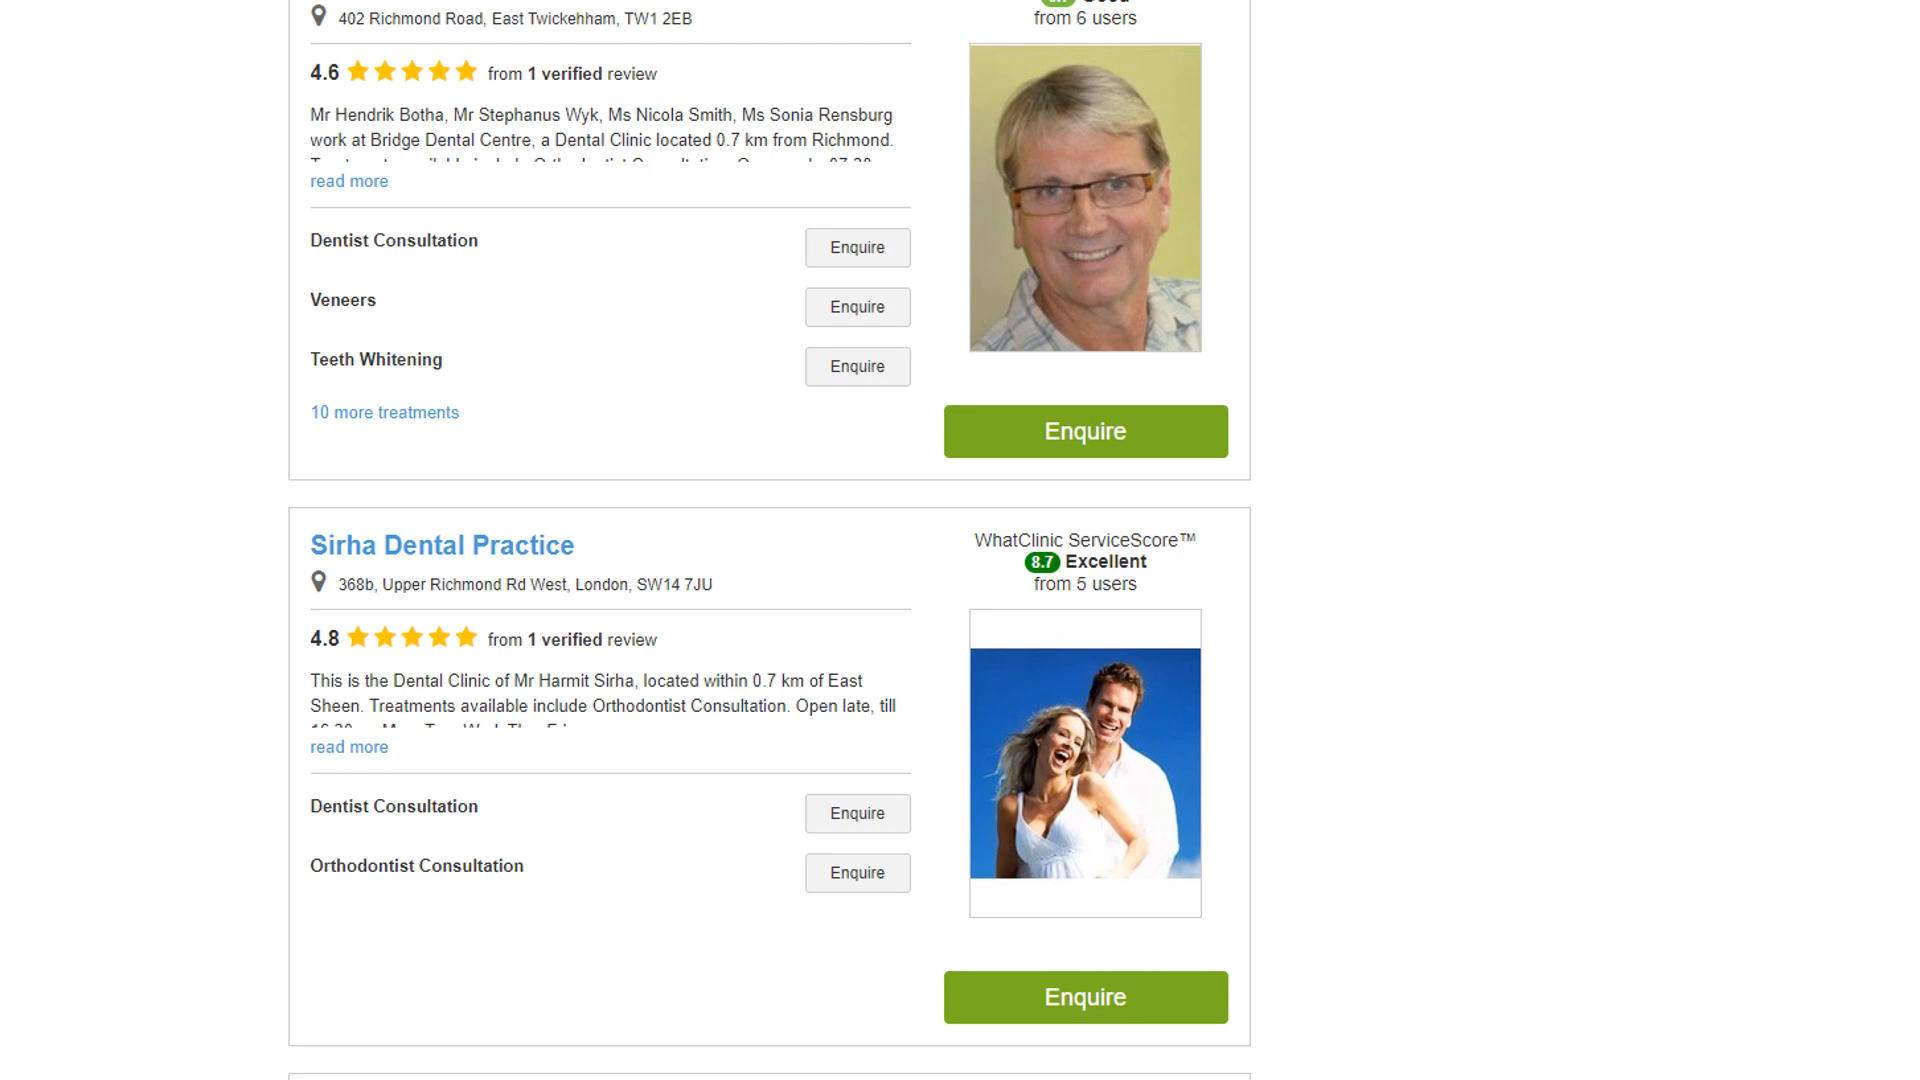 402 Richmond Road, East Twickehham, TW1 2EB
from 6 users
4.6 from 1 verified review
Mr Hendrik Botha, Mr Stephanus Wyk, Ms Nicola Smith, Ms Sonia Rensburg
work at Bridge Dental Centre, a Dental Clinic located 0.7 km from Richmond.
read more
Dentist Consultation Enquire
Veneers Enquire
Teeth Whitening Enquire
10 more treatments
Enquire
Sirha Dental Practice
368b, Upper Richmond Rd West, London, SW14 7JU
WhatClinic ServiceScore™
8.7 Excellent
from 5 users
4.8 from 1 verified review
This is the Dental Clinic of Mr Harmit Sirha, located within 0.7 km of East
Sheen. Treatments available include Orthodontist Consultation. Open late, till
read more
Dentist Consultation Enquire
Orthodontist Consultation Enquire
Enquire